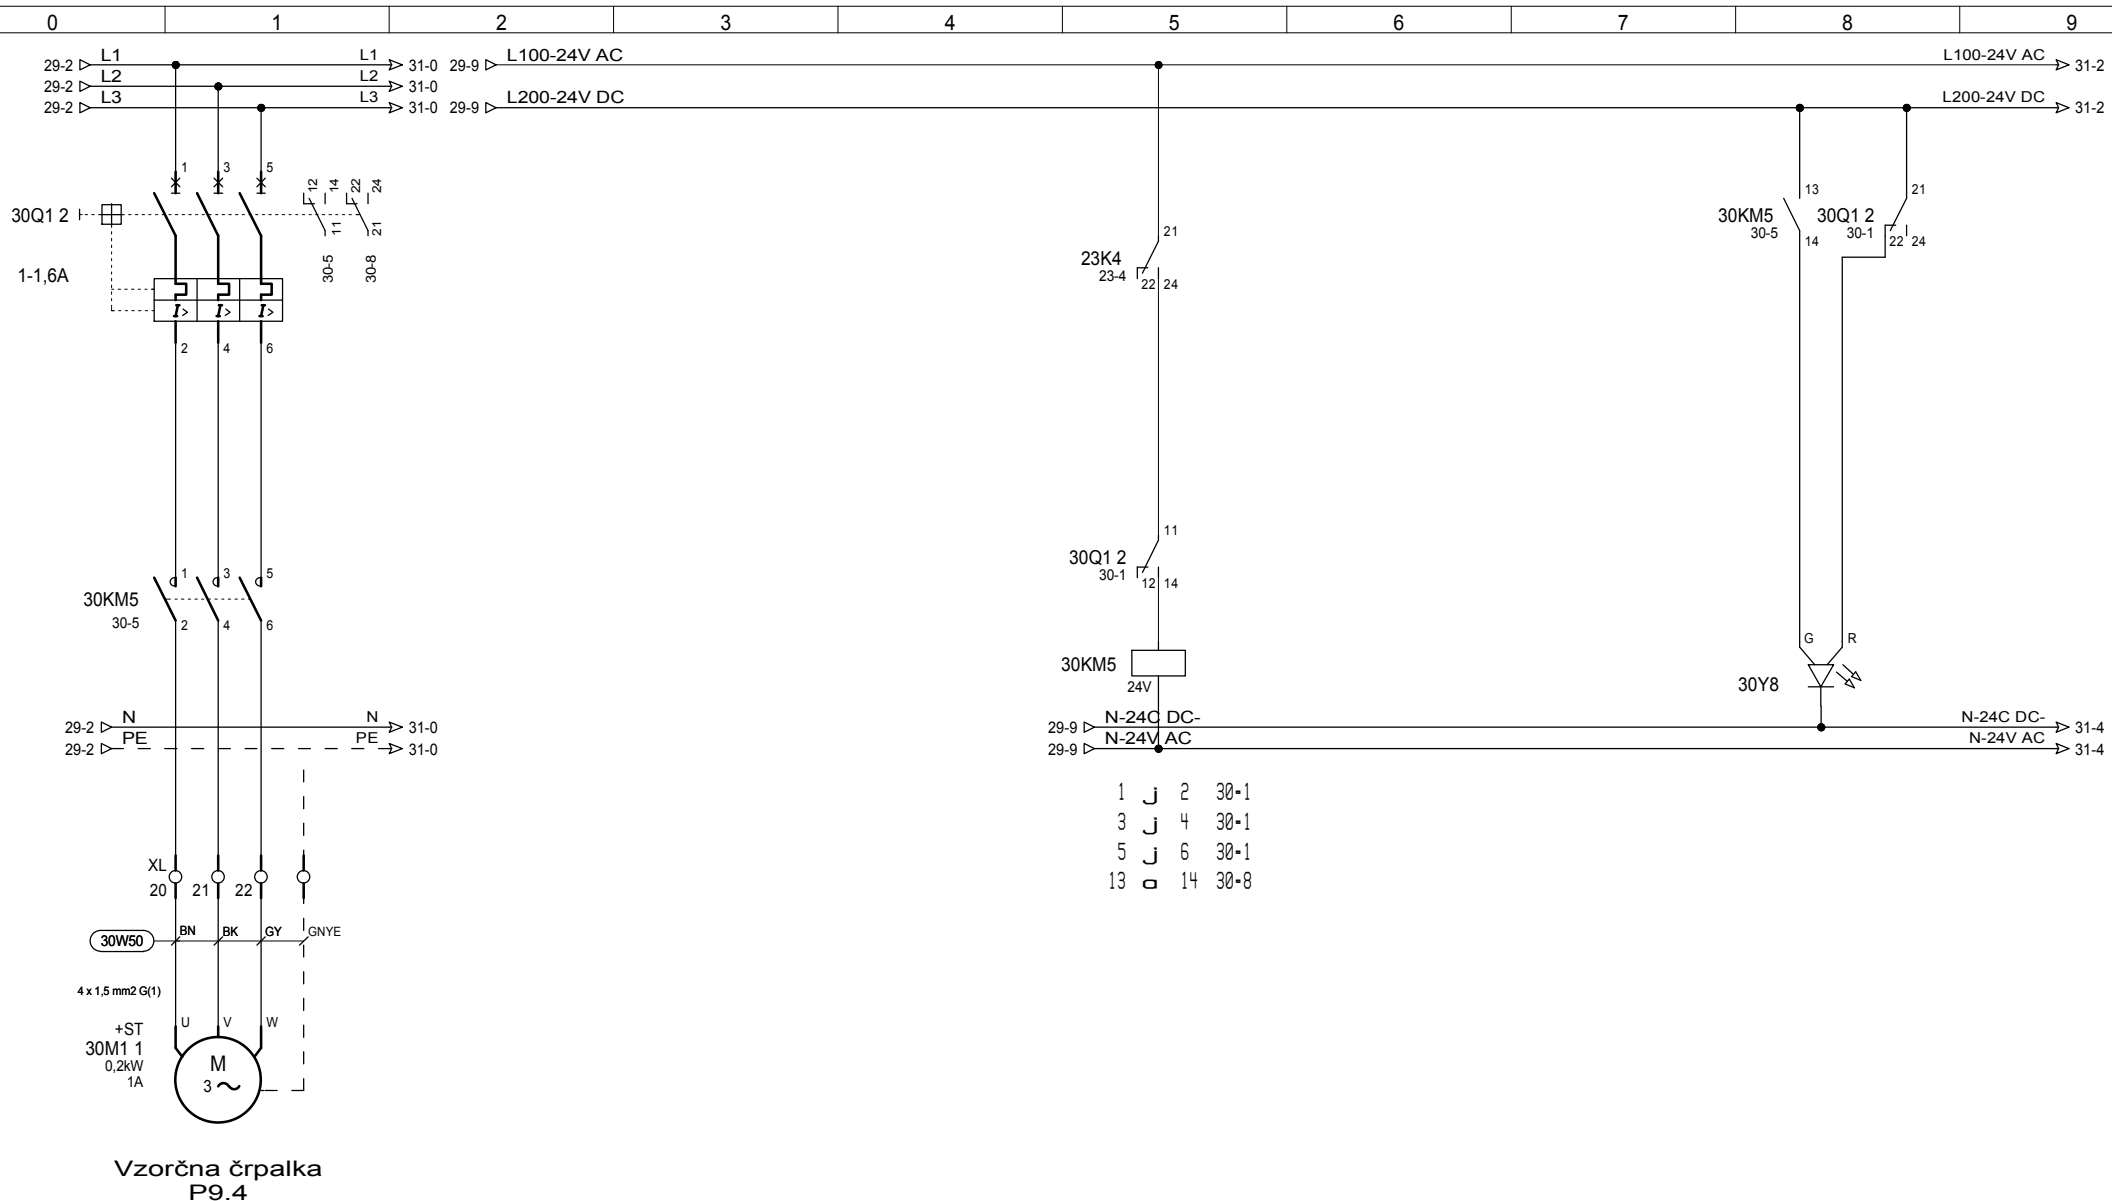 0 1 2 3 4 5 6 7 8 9
29-2 L1 L1 31-0 29-9 L100-24V AC L100-24V AC 31-2
29-2 L2 L2 31-0
29-2 L3 L3 31-0 29-9 L200-24V DC L200-24V DC 31-2
1 3 5
12 14 22 24
30Q1 2
11 21
30-5 30-8
1-1,6A
I> I> I>
2 4 6
21
23K4
23-4
22 24
13 21
30KM5 30Q1 2
30-5 30-1
14 22 24
11
30Q1 2
30-1
12 14
1 3 5
30KM5
30-5
2 4 6
30KM5
24V
G R
30Y8
29-2 N N 31-0
29-2 PE PE 31-0
29-9 N-24C DC- N-24C DC- 31-4
29-9 N-24V AC N-24V AC 31-4
1 2 30-1
3 4 30-1
5 6 30-1
13 14 30-8
XL
20 21 22
30W50 BN BK GY GNYE
4 x 1,5 mm2 G(1)
U V W
+ST
30M1 1
0,2kW
1A
M
3
Vzorčna črpalka
P9.4